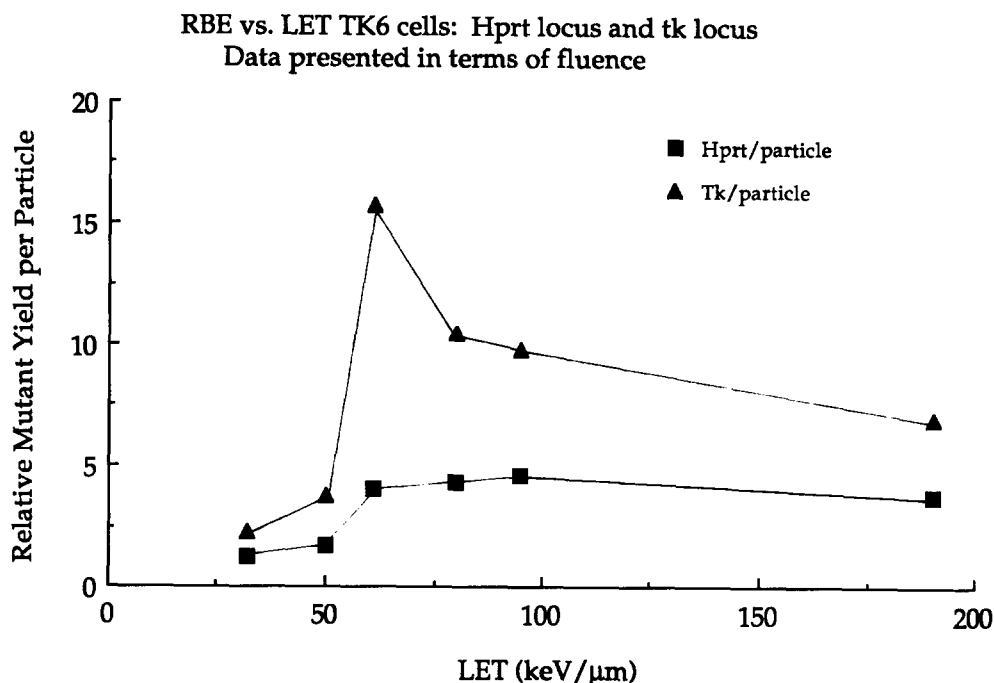 RBE vs. LET TK6 cells: Hprt locus and tk locus
Data presented in terms of fluence
20
15
10
5
0
Relative Mutant Yield per Particle
Hprt/particle
Tk/particle
0 50 100 150 200
LET (keV/μm)